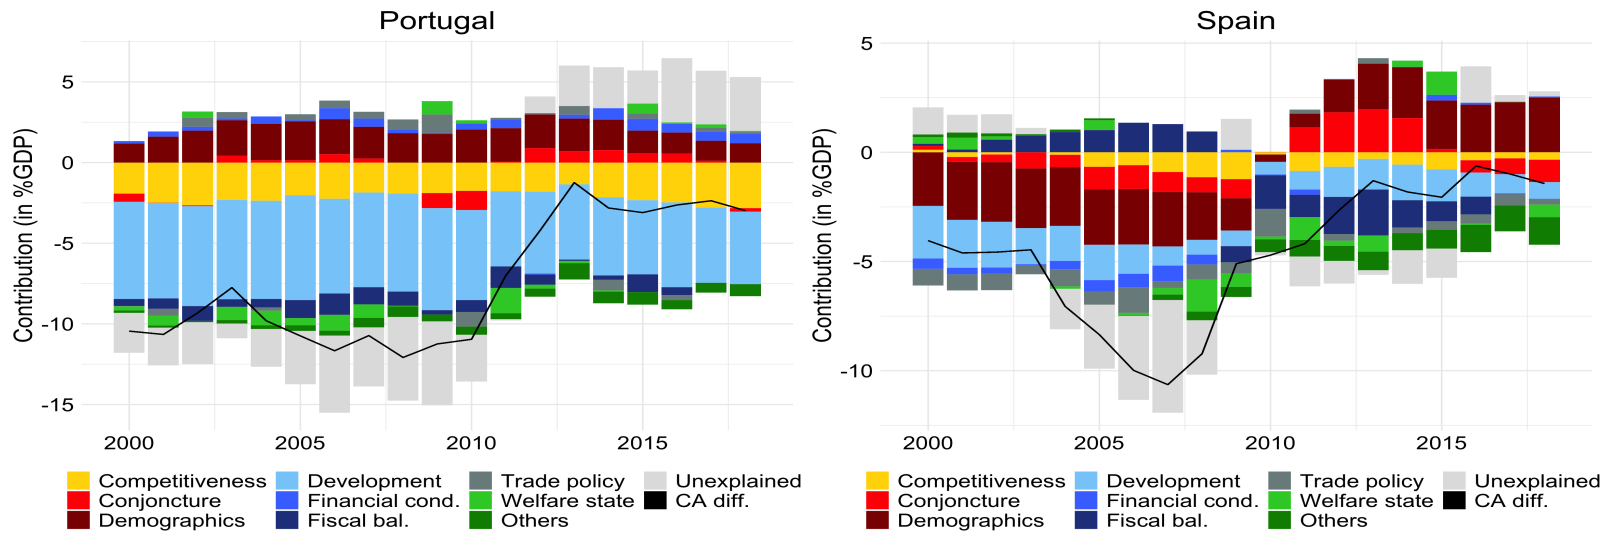 Portugal
Contribution (in %GDP)
5
0
-5
-10
-15
2000 2005 2010 2015
Competitiveness Development Trade policy Unexplained
Conjoncture Financial cond. Welfare state CA diff.
Demographics Fiscal bal. Others
Spain
Contribution (in %GDP)
5
0
-5
-10
2000 2005 2010 2015
Competitiveness Development Trade policy Unexplained
Conjoncture Financial cond. Welfare state CA diff.
Demographics Fiscal bal. Others